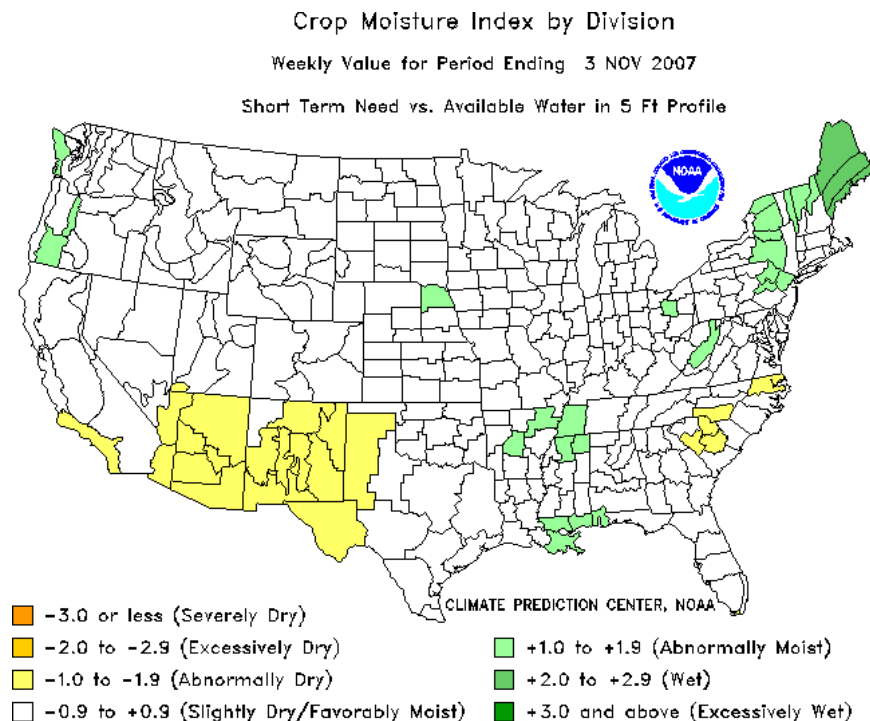 Crop Moisture Index by Division
Weekly Value for Period Ending 3 NOV 2007
Short Term Need vs. Available Water in 5 Ft Profile
NOAA
CLIMATE PREDICTION CENTER, NOAA
-3.0 or less (Severely Dry)
-2.0 to -2.9 (Excessively Dry)
-1.0 to -1.9 (Abnormally Dry)
-0.9 to +0.9 (Slightly Dry/Favorably Moist)
+1.0 to +1.9 (Abnormally Moist)
+2.0 to +2.9 (Wet)
+3.0 and above (Excessively Wet)